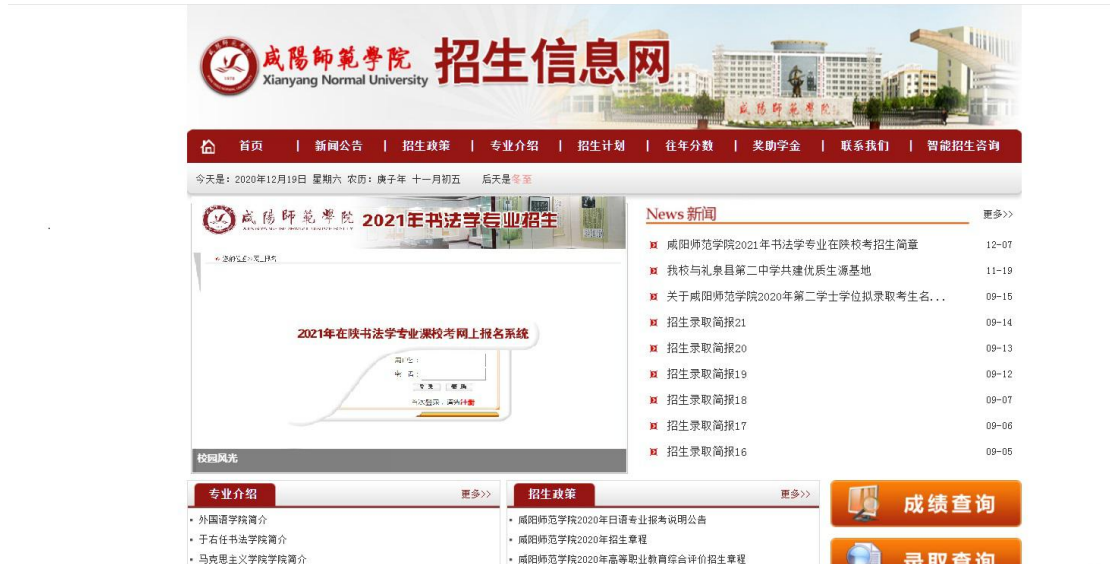 咸陽師範學院 招生信息网
Xianyang Normal University
咸陽師範學院
首页 | 新闻公告 | 招生政策 | 专业介绍 | 招生计划 | 往年分数 | 奖助学金 | 联系我们 | 智能招生咨询
今天是：2020年12月19日 星期六 农历：庚子年 十一月初五 后天是冬至
咸陽師範學院 2021年书法学专业招生
2021年在陕书法学专业课校考网上报名系统
校园风光
News 新闻 更多>>
咸阳师范学院2021年书法学专业在陕校考招生简章 12-07
我校与礼泉县第二中学共建优质生源基地 11-19
关于咸阳师范学院2020年第二学士学位拟录取考生名... 09-15
招生录取简报21 09-14
招生录取简报20 09-13
招生录取简报19 09-12
招生录取简报18 09-07
招生录取简报17 09-06
招生录取简报16 09-05
专业介绍 更多>>
· 外国语学院简介
· 于右任书法学院简介
· 马克思主义学院学院简介
招生政策 更多>>
· 咸阳师范学院2020年日语专业报考说明公告
· 咸阳师范学院2020年招生章程
· 咸阳师范学院2020年高等职业教育综合评价招生章程
成绩查询
录取查询